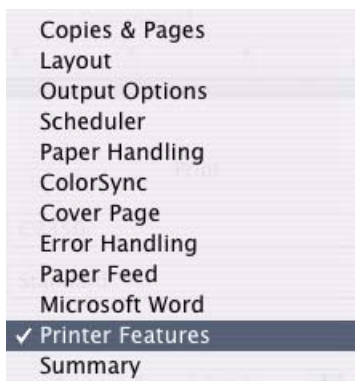 Copies & Pages
Layout
Output Options
Scheduler
Paper Handling
ColorSync
Cover Page
Error Handling
Paper Feed
Microsoft Word
✓ Printer Features
Summary